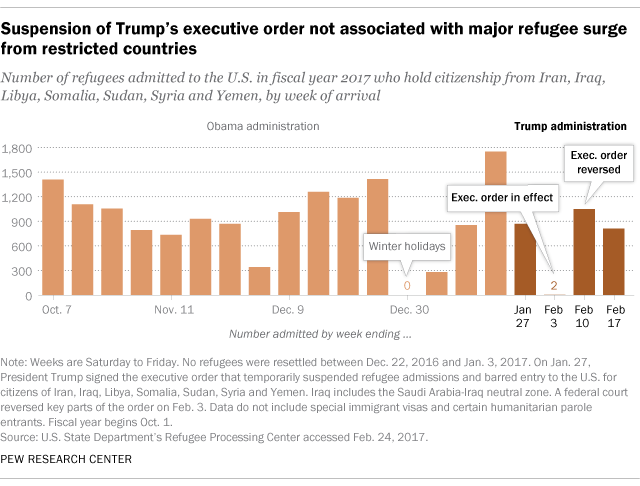 Suspension of Trump's executive order not associated with major refugee surge
from restricted countries
Number of refugees admitted to the U.S. in fiscal year 2017 who hold citizenship from Iran, Iraq,
Libya, Somalia, Sudan, Syria and Yemen, by week of arrival
Obama administration
Trump administration
1,800
1,500
1,200
900
600
300
0
Exec. order
reversed
Exec. order in effect
Winter holidays
0
2
Oct. 7
Nov. 11
Dec. 9
Dec. 30
Jan
27
Feb
3
Feb
10
Feb
17
Number admitted by week ending ...
Note: Weeks are Saturday to Friday. No refugees were resettled between Dec. 22, 2016 and Jan. 3, 2017. On Jan. 27,
President Trump signed the executive order that temporarily suspended refugee admissions and barred entry to the U.S. for
citizens of Iran, Iraq, Libya, Somalia, Sudan, Syria and Yemen. Iraq includes the Saudi Arabia-Iraq neutral zone. A federal court
reversed key parts of the order on Feb. 3. Data do not include special immigrant visas and certain humanitarian parole
entrants. Fiscal year begins Oct. 1.
Source: U.S. State Department's Refugee Processing Center accessed Feb. 24, 2017.
PEW RESEARCH CENTER